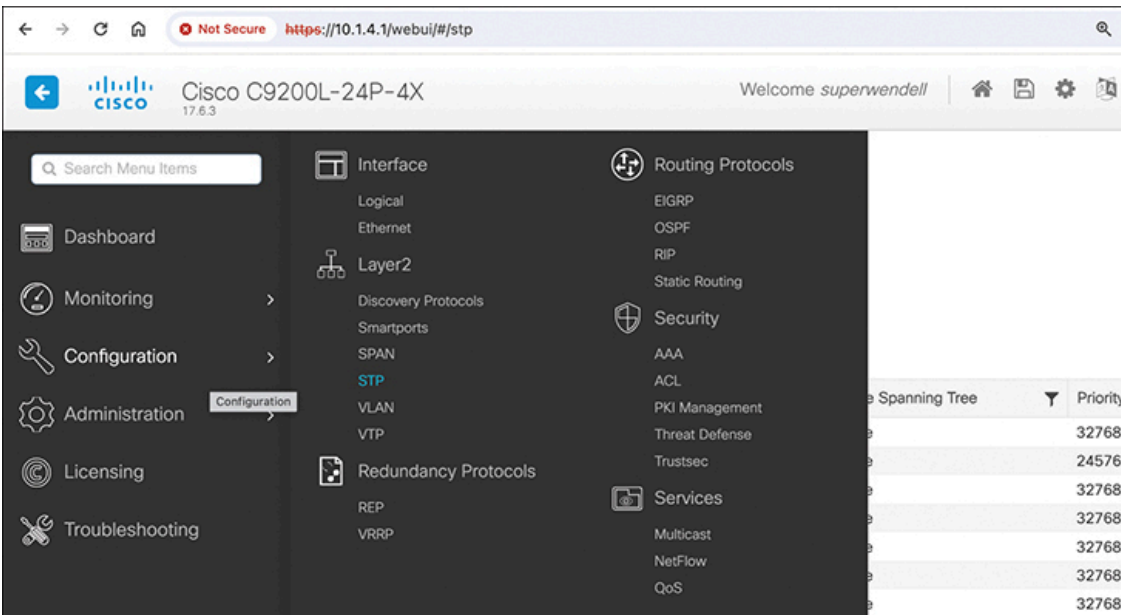 Not Secure https://10.1.4.1/webui/#/stp
CISCO
Cisco C9200L-24P-4X
17.6.3
Welcome superwendell
Search Menu Items
Dashboard
Monitoring
Configuration
Configuration
Administration
Licensing
Troubleshooting
Interface
Logical
Ethernet
Layer2
Discovery Protocols
Smartports
SPAN
STP
VLAN
VTP
Redundancy Protocols
REP
VRRP
Routing Protocols
EIGRP
OSPF
RIP
Static Routing
Security
AAA
ACL
PKI Management
Threat Defense
Trustsec
Services
Multicast
NetFlow
QoS
Spanning Tree Priority
32768
24576
32768
32768
32768
32768
32768